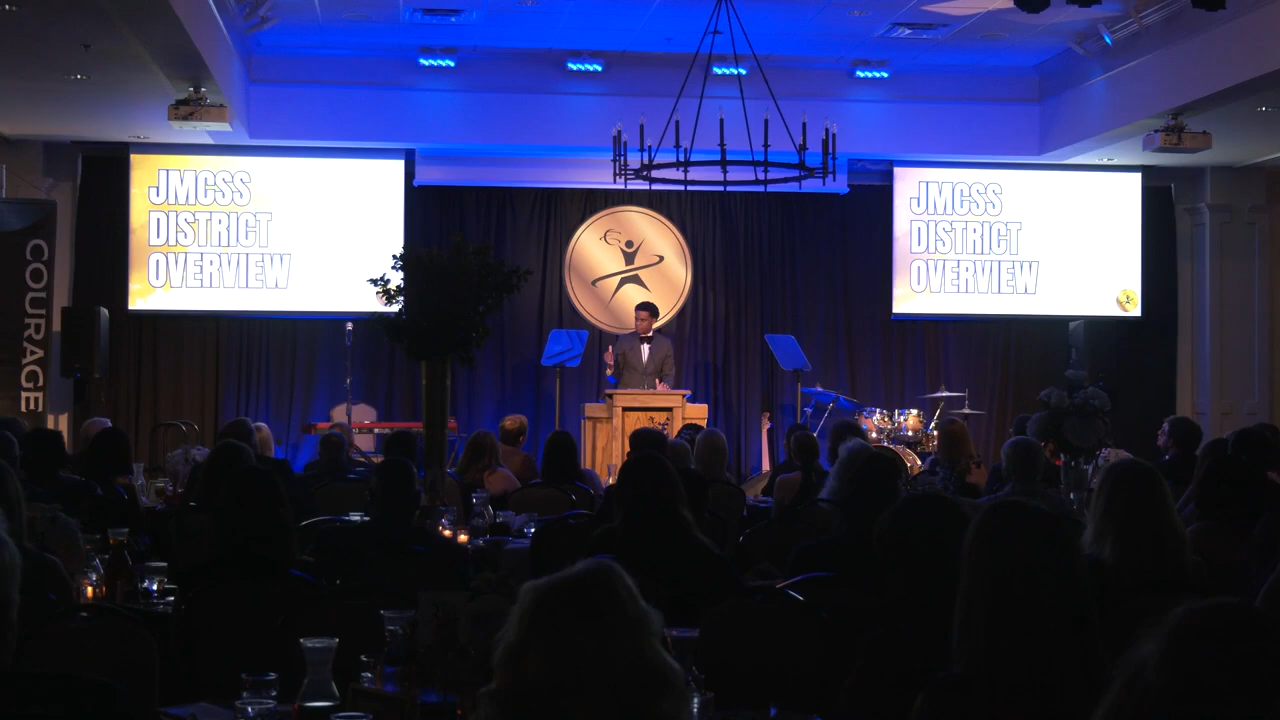 JMCSS
DISTRICT
OVERVIEW
JMCSS
DISTRICT
OVERVIEW
COURAGE